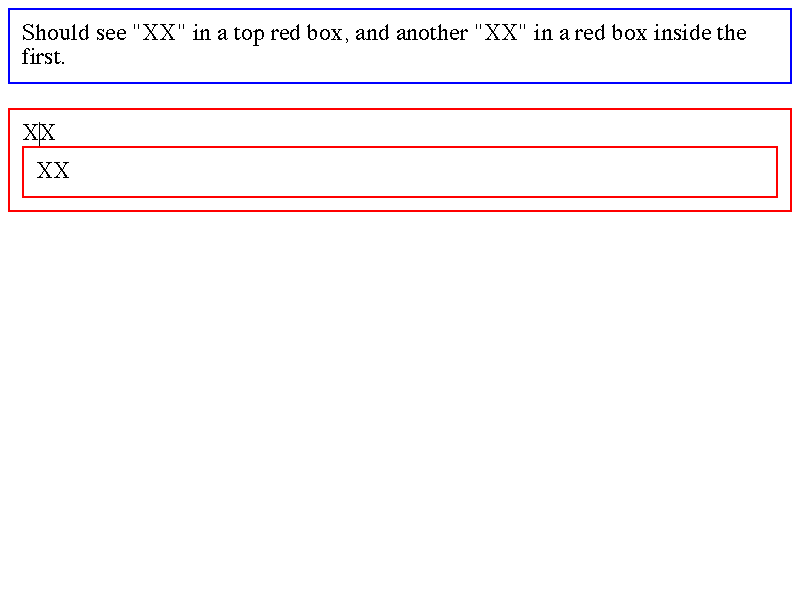 Should see "XX" in a top red box, and another "XX" in a red box inside the
first.
XX
XX